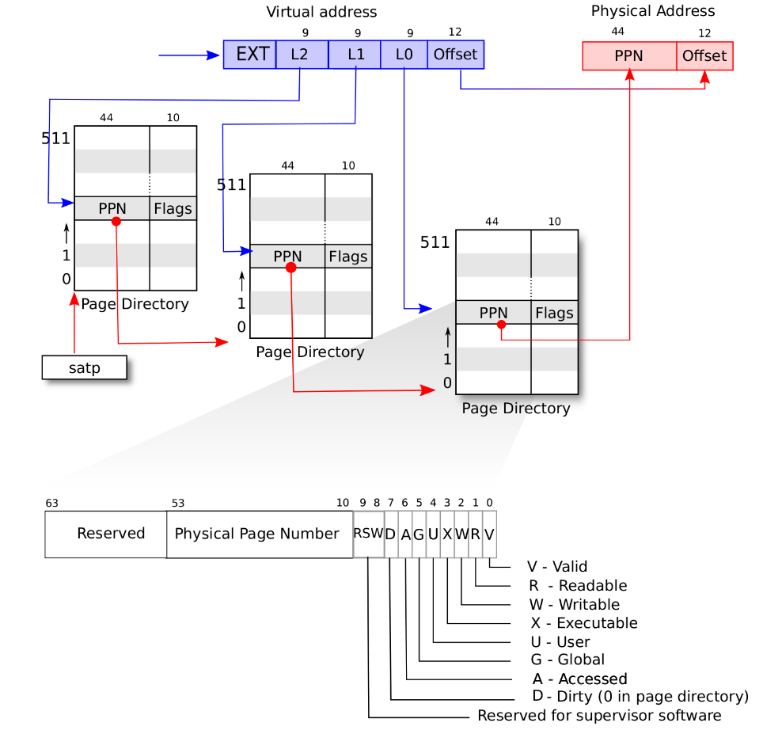 Virtual address
Physical Address
9 9 9 12
44 12
EXT L2 L1 L0 Offset
PPN Offset
44 10
511
PPN Flags
1
0
Page Directory
satp
44 10
511
PPN Flags
1
0
Page Directory
44 10
511
PPN Flags
1
0
Page Directory
63 53 10 9 8 7 6 5 4 3 2 1 0
Reserved Physical Page Number RSW D A G U X W R V
V - Valid
R - Readable
W - Writable
X - Executable
U - User
G - Global
A - Accessed
D - Dirty (0 in page directory)
Reserved for supervisor software